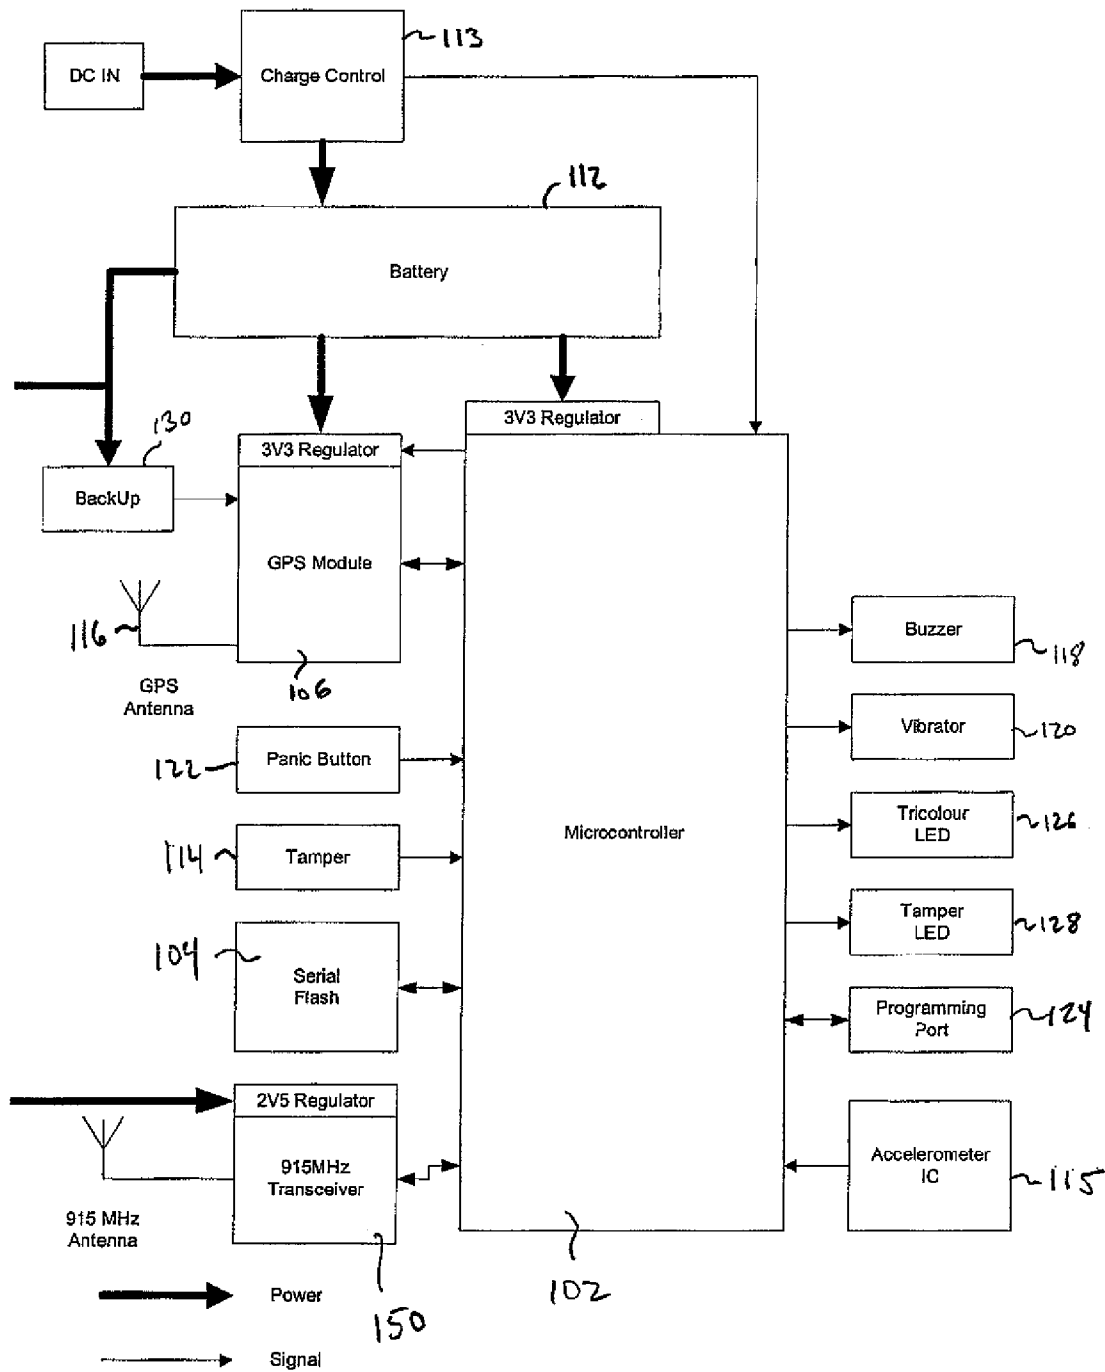 113
DC IN
Charge Control
112
Battery
130
3V3 Regulator
3V3 Regulator
BackUp
GPS Module
116
106
GPS
Antenna
Buzzer
118
122
Panic Button
Vibrator
120
114
Tamper
Microcontroller
Tricolour
LED
126
104
Serial
Flash
Tamper
LED
128
Programming
Port
124
2V5 Regulator
915MHz
Transceiver
Accelerometer
IC
115
915 MHz
Antenna
150
102
Power
Signal